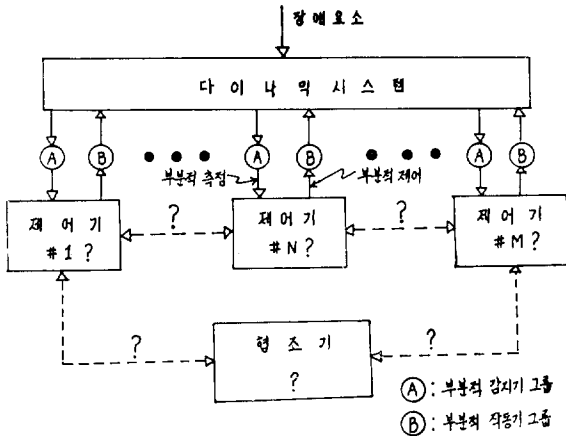 장애요소
다이나믹시스템
A
B
A
B
A
B
부분적 측정
부분적 제어
제어기
#1 ?
?
제어기
#N ?
?
제어기
#M ?
?
협조기
?
?
A : 부분적 감지기 그룹
B : 부분적 작동기 그룹